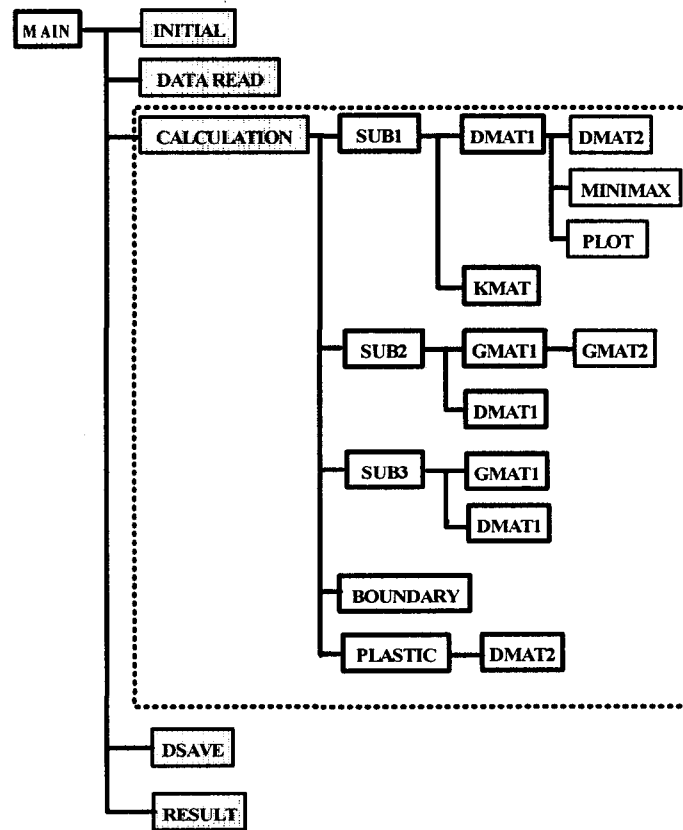 MAIN
INITIAL
DATA READ
CALCULATION
SUB1
DMAT1
DMAT2
MINIMAX
PLOT
KMAT
SUB2
GMAT1
GMAT2
DMAT1
SUB3
GMAT1
DMAT1
BOUNDARY
PLASTIC
DMAT2
DSAVE
RESULT